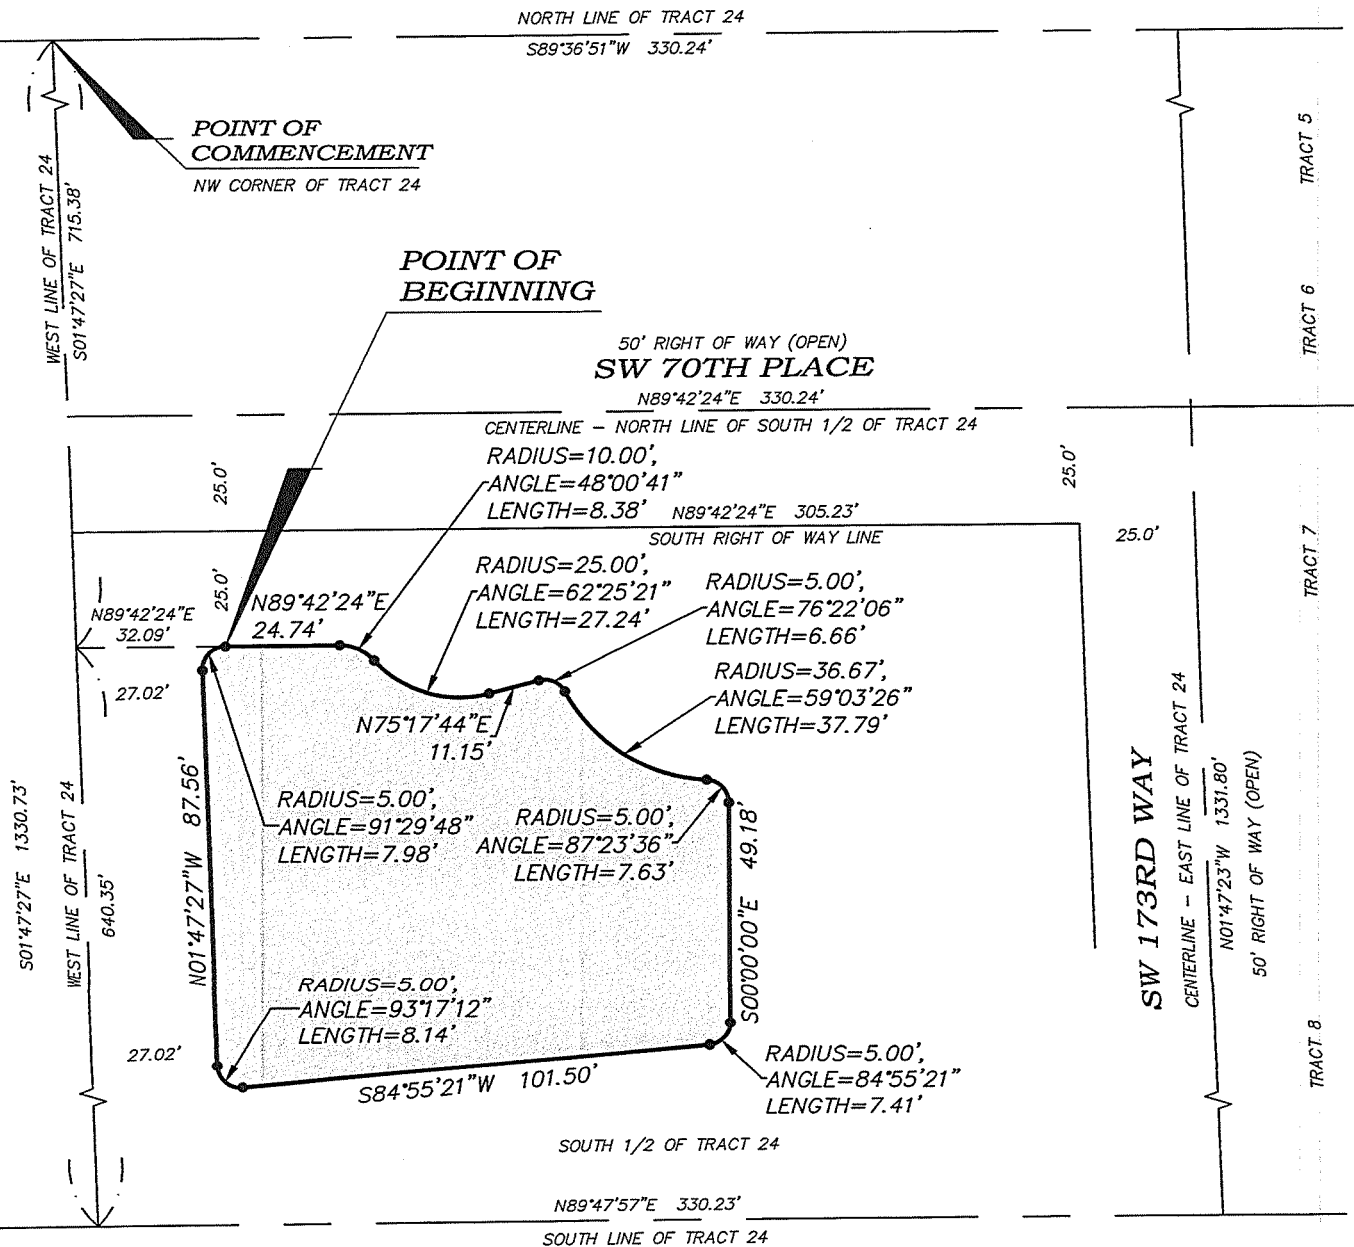 NORTH LINE OF TRACT 24
S89°36'51"W 330.24'
POINT OF
COMMENCEMENT
NW CORNER OF TRACT 24
WEST LINE OF TRACT 24
S01°47'27"E 715.38'
TRACT 5
TRACT 6
POINT OF
BEGINNING
50' RIGHT OF WAY (OPEN)
SW 70TH PLACE
N89°42'24"E 330.24'
CENTERLINE – NORTH LINE OF SOUTH 1/2 OF TRACT 24
25.0'
25.0'
RADIUS=10.00',
ANGLE=48°00'41"
LENGTH=8.38'
N89°42'24"E 305.23'
SOUTH RIGHT OF WAY LINE
25.0'
TRACT 7
25.0'
N89°42'24"E
32.09'
N89°42'24"E
24.74'
RADIUS=25.00',
ANGLE=62°25'21"
LENGTH=27.24'
RADIUS=5.00',
ANGLE=76°22'06"
LENGTH=6.66'
RADIUS=36.67',
ANGLE=59°03'26"
LENGTH=37.79'
27.02'
N75°17'44"E
11.15'
S01°47'27"E 1330.73'
WEST LINE OF TRACT 24
640.35'
N01°47'27"W 87.56'
RADIUS=5.00',
ANGLE=91°29'48"
LENGTH=7.98'
RADIUS=5.00',
ANGLE=87°23'36"
LENGTH=7.63'
S00°00'00"E 49.18'
SW 173RD WAY
CENTERLINE – EAST LINE OF TRACT 24
N01°47'23"W 1331.80'
50' RIGHT OF WAY (OPEN)
TRACT 8
RADIUS=5.00',
ANGLE=93°17'12"
LENGTH=8.14'
27.02'
S84°55'21"W 101.50'
RADIUS=5.00',
ANGLE=84°55'21"
LENGTH=7.41'
SOUTH 1/2 OF TRACT 24
N89°47'57"E 330.23'
SOUTH LINE OF TRACT 24